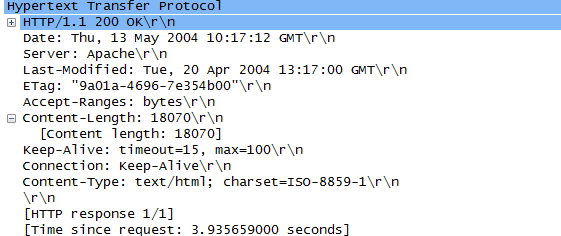 Hypertext Transfer Protocol
HTTP/1.1 200 OK\r\n
Date: Thu, 13 May 2004 10:17:12 GMT\r\n
Server: Apache\r\n
Last-Modified: Tue, 20 Apr 2004 13:17:00 GMT\r\n
ETag: "9a01a-4696-7e354b00"\r\n
Accept-Ranges: bytes\r\n
Content-Length: 18070\r\n
[Content length: 18070]
Keep-Alive: timeout=15, max=100\r\n
Connection: Keep-Alive\r\n
Content-Type: text/html; charset=ISO-8859-1\r\n
\r\n
[HTTP response 1/1]
[Time since request: 3.935659000 seconds]